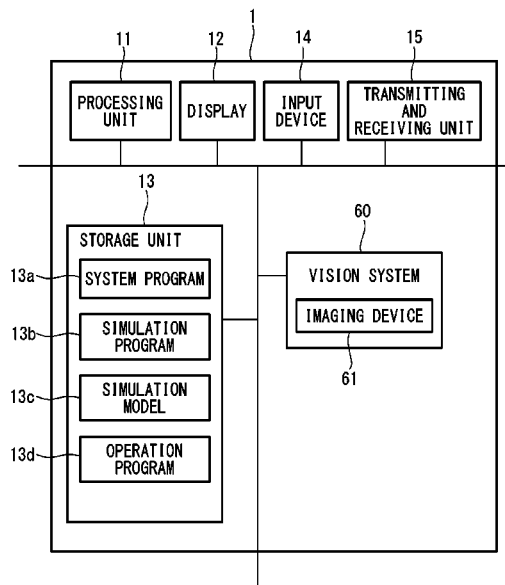 1
11
12
14
15
PROCESSING
UNIT
DISPLAY
INPUT
DEVICE
TRANSMITTING
AND
RECEIVING UNIT
13
STORAGE UNIT
13a
SYSTEM PROGRAM
13b
SIMULATION
PROGRAM
13c
SIMULATION
MODEL
13d
OPERATION
PROGRAM
60
VISION SYSTEM
IMAGING DEVICE
61